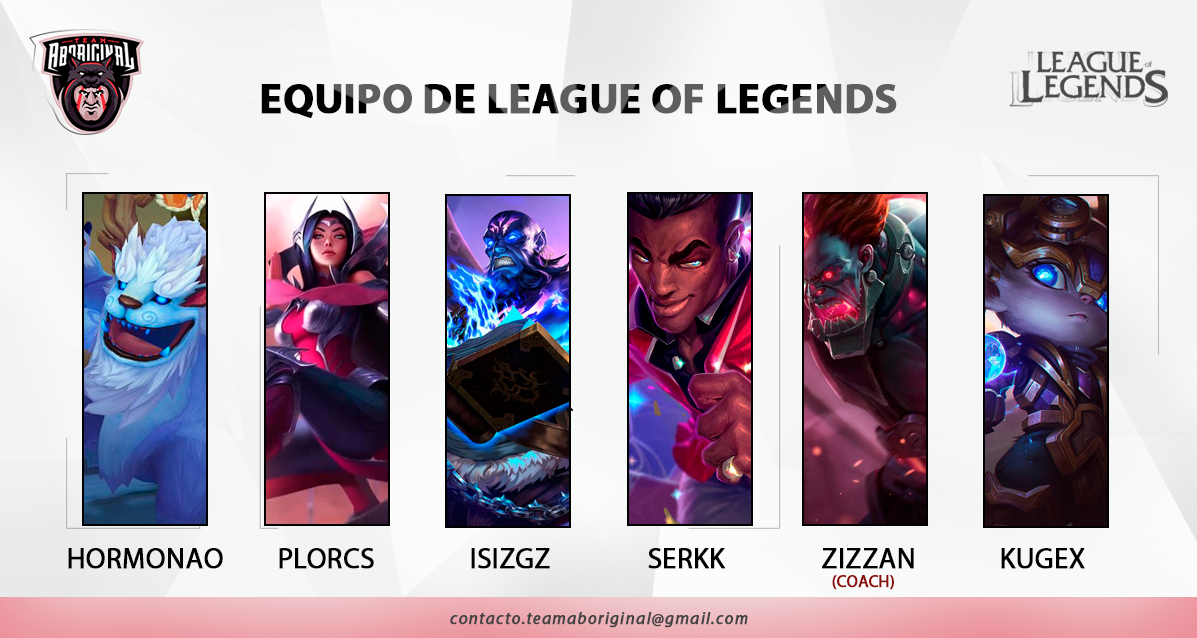 TEAM
ABORIGINAL
EQUIPO DE LEAGUE OF LEGENDS
LEAGUE of
LEGENDS
HORMONAO
PLORCS
ISIZGZ
SERKK
ZIZZAN
(COACH)
KUGEX
contacto.teamaboriginal@gmail.com